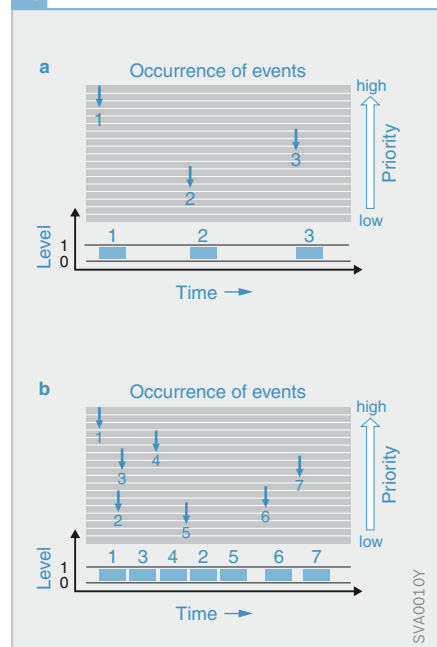 a
Occurrence of events
high
1
3
2
Priority
low
Level
1
0
1 2 3
Time
b
Occurrence of events
high
1
4
3
7
2
6
5
Priority
low
Level
1
0
1 3 4 2 5 6 7
Time
SVA0010Y